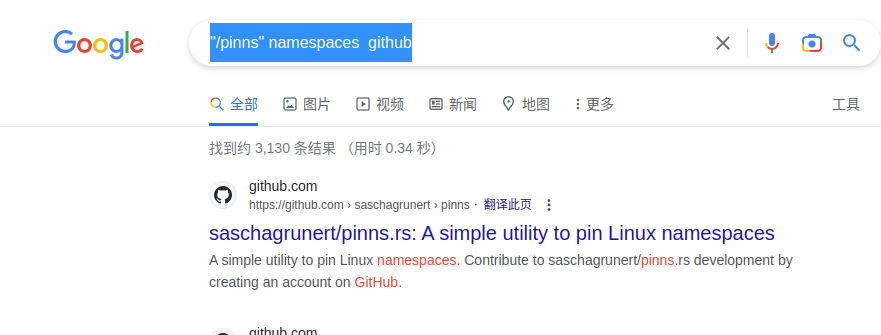 Google
"/pinns" namespaces  github
全部 图片 视频 新闻 地图 更多 工具
找到约 3,130 条结果 （用时 0.34 秒）
github.com
https://github.com › saschagrunert › pinns · 翻译此页
saschagrunert/pinns.rs: A simple utility to pin Linux namespaces
A simple utility to pin Linux namespaces. Contribute to saschagrunert/pinns.rs development by
creating an account on GitHub.
github.com